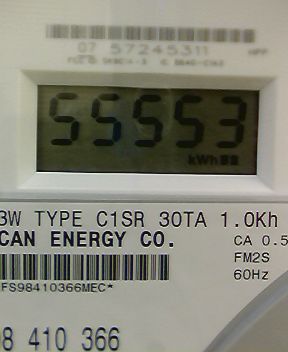 07 57245311
55553
kWh
3W TYPE C1SR 30TA 1.0Kh
CAN ENERGY CO.
CA 0.5
FM2S
60Hz
FS98410366MEC*
98 410 366